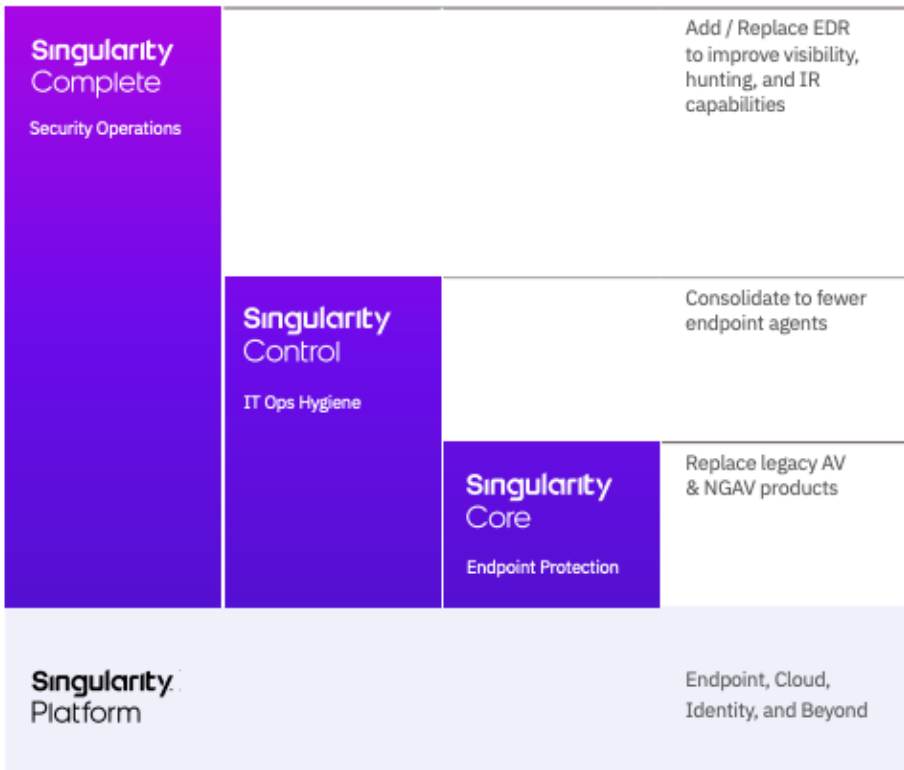 Singularity
Complete
Security Operations
Add / Replace EDR
to improve visibility,
hunting, and IR
capabilities
Singularity
Control
IT Ops Hygiene
Consolidate to fewer
endpoint agents
Singularity
Core
Endpoint Protection
Replace legacy AV
& NGAV products
Singularity
Platform
Endpoint, Cloud,
Identity, and Beyond